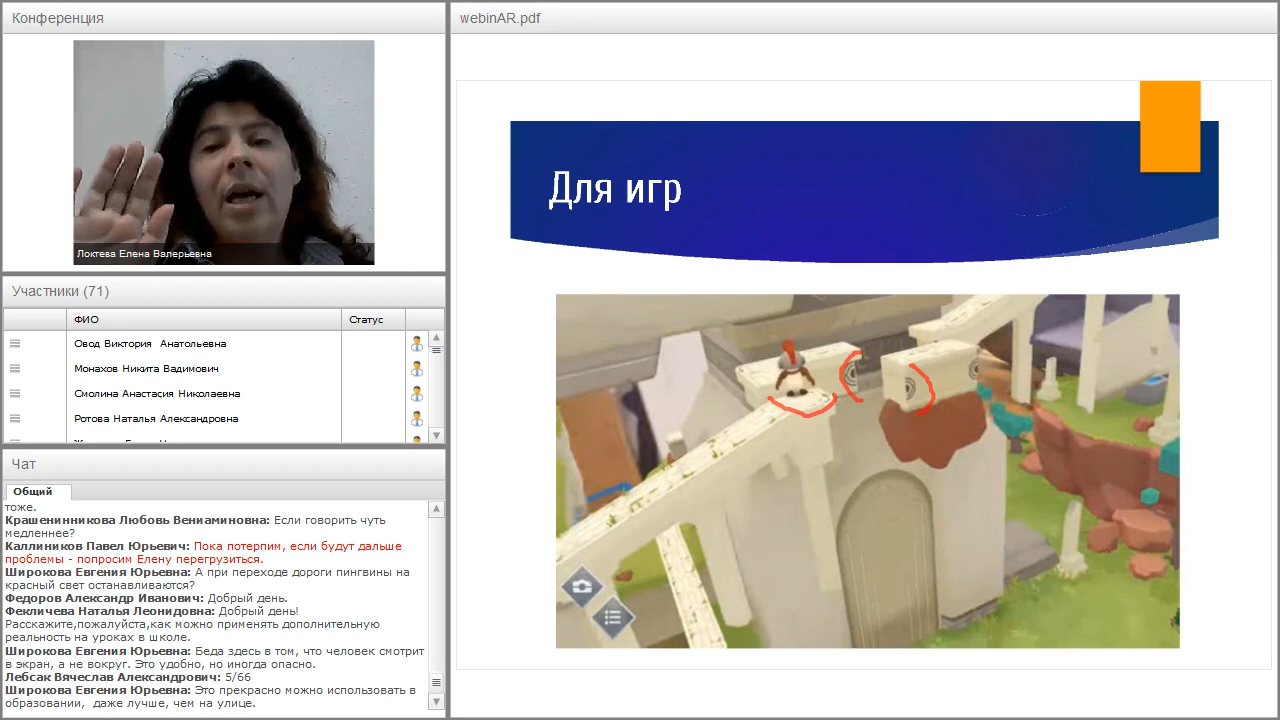 Конференция
Локтева Елена Валерьевна
Участники (71)
ФИО Статус
Овод Виктория Анатольевна
Монахов Никита Вадимович
Смолина Анастасия Николаевна
Ротова Наталья Александровна
Чат
Общий
тоже.
Крашенинникова Любовь Вениаминовна: Если говорить чуть
медленнее?
Каллиников Павел Юрьевич: Пока потерпим, если будут дальше
проблемы - попросим Елену перегрузиться.
Широкова Евгения Юрьевна: А при переходе дороги пингвины на
красный свет останавливаются?
Федоров Александр Иванович: Добрый день.
Фекличева Наталья Леонидовна: Добрый день!
Расскажите,пожалуйста,как можно применять дополнительную
реальность на уроках в школе.
Широкова Евгения Юрьевна: Беда здесь в том, что человек смотрит
в экран, а не вокруг. Это удобно, но иногда опасно.
Лебсак Вячеслав Александрович: 5/66
Широкова Евгения Юрьевна: Это прекрасно можно использовать в
образовании, даже лучше, чем на улице.
webinAR.pdf
Для игр